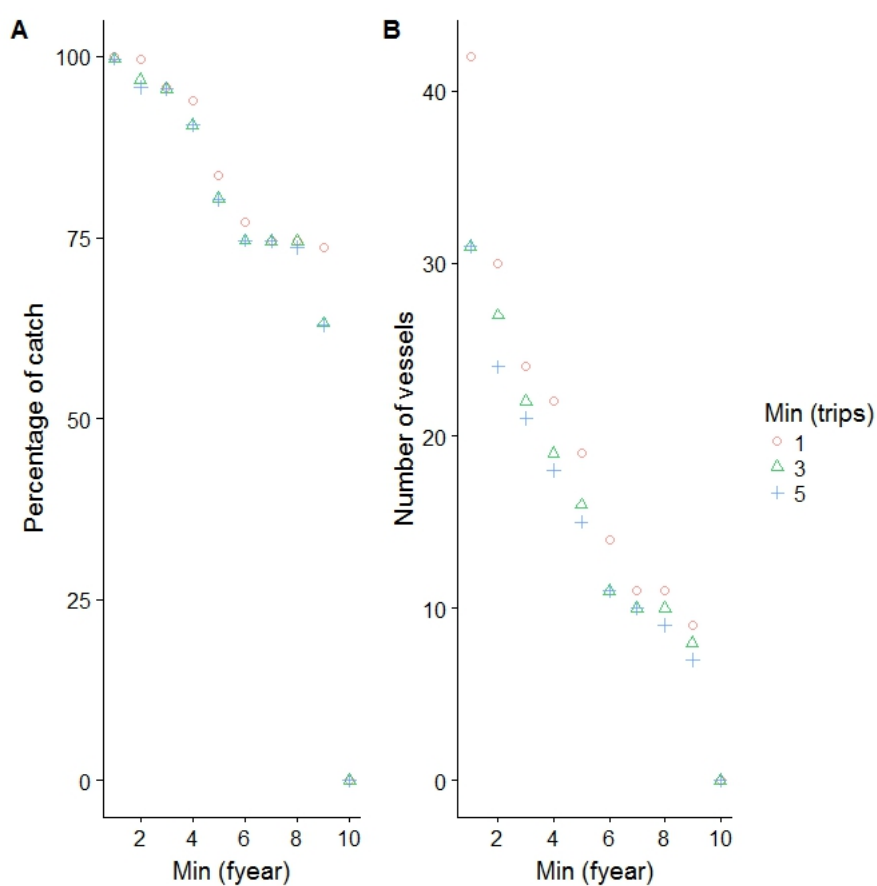 A
100
75
50
25
0
Percentage of catch
2 4 6 8 10
Min (fyear)
B
40
30
20
10
0
Number of vessels
2 4 6 8 10
Min (fyear)
Min (trips)
1
3
5